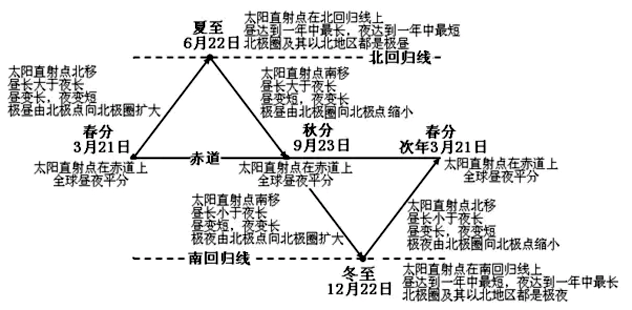 夏至
6月22日
太阳直射点在北回归线上
昼达到一年中最长，夜达到一年中最短
北极圈及其以北地区都是极昼
北回归线
太阳直射点北移
昼长大于夜长
昼变长，夜变短
极昼由北极点向北极圈扩大
太阳直射点南移
昼长大于夜长
昼变短，夜变长
极昼由北极圈向北极点缩小
春分
3月21日
秋分
9月23日
春分
次年3月21日
赤道
太阳直射点在赤道上
全球昼夜平分
太阳直射点在赤道上
全球昼夜平分
太阳直射点在赤道上
全球昼夜平分
太阳直射点南移
昼长小于夜长
昼变短，夜变长
极夜由北极点向北极圈扩大
太阳直射点北移
昼长小于夜长
昼变长，夜变短
极夜由北极圈向北极点缩小
南回归线
冬至
12月22日
太阳直射点在南回归线上
昼达到一年中最短，夜达到一年中最长
北极圈及其以北地区都是极夜